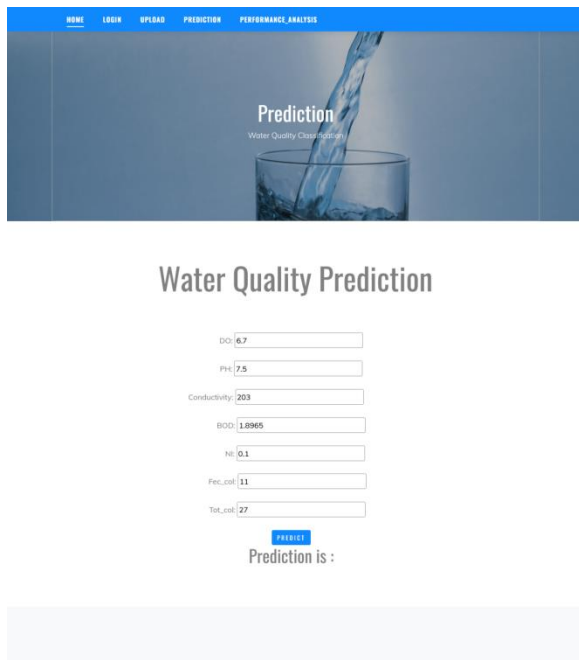 HOME LOGIN UPLOAD PREDICTION PERFORMANCE_ANALYSIS
Prediction
Water Quality Classification
Water Quality Prediction
DO: 6.7
PH: 7.5
Conductivity: 203
BOD: 1.8965
NI: 0.1
Fec_col: 11
Tot_col: 27
PREDICT
Prediction is :